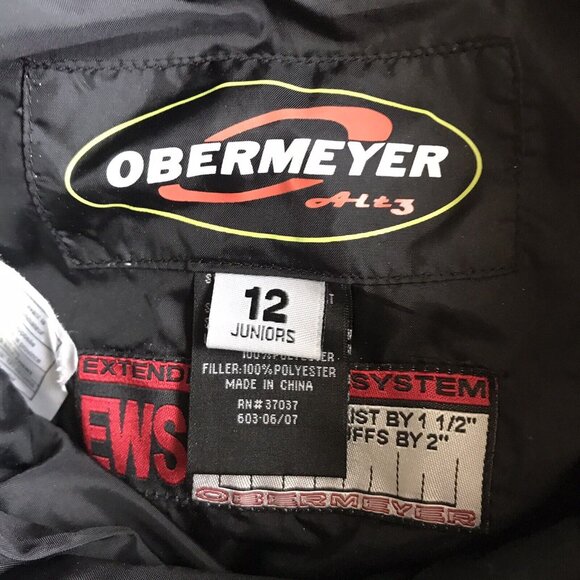 OBERMEYER
Altz
12
JUNIORS
100% POLYESTER
FILLER:100% POLYESTER
MADE IN CHINA
RN# 37037
603-06/07
EXTEND SYSTEM
EWS
IST BY 1 1/2"
FFS BY 2"
OBERMEYER